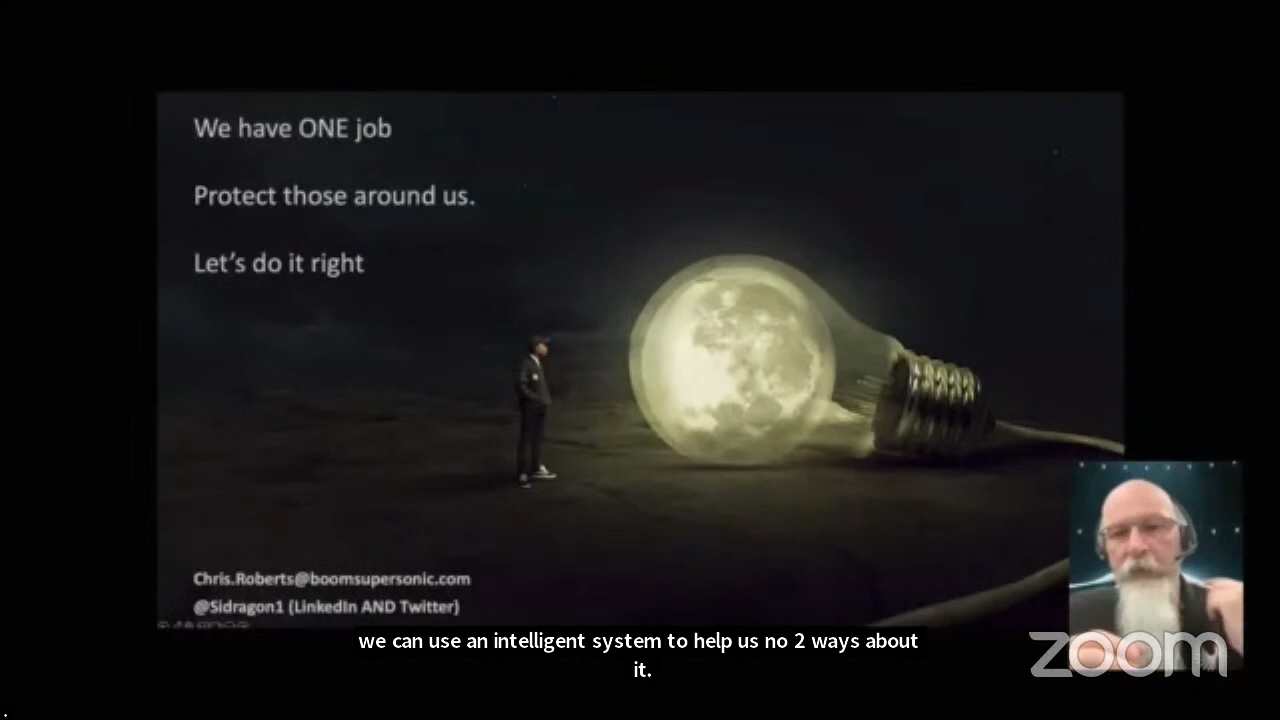 We have ONE job
Protect those around us.
Let's do it right
Chris.Roberts@boomsupersonic.com
@Sidragon1 (LinkedIn AND Twitter)
we can use an intelligent system to help us no 2 ways about
it.
zoom